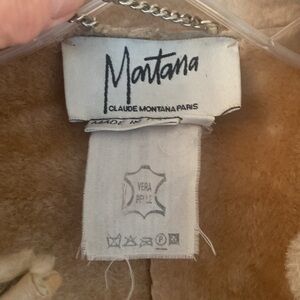 Montana
CLAUDE MONTANA PARIS
MADE IN
VERA
PELLE
P